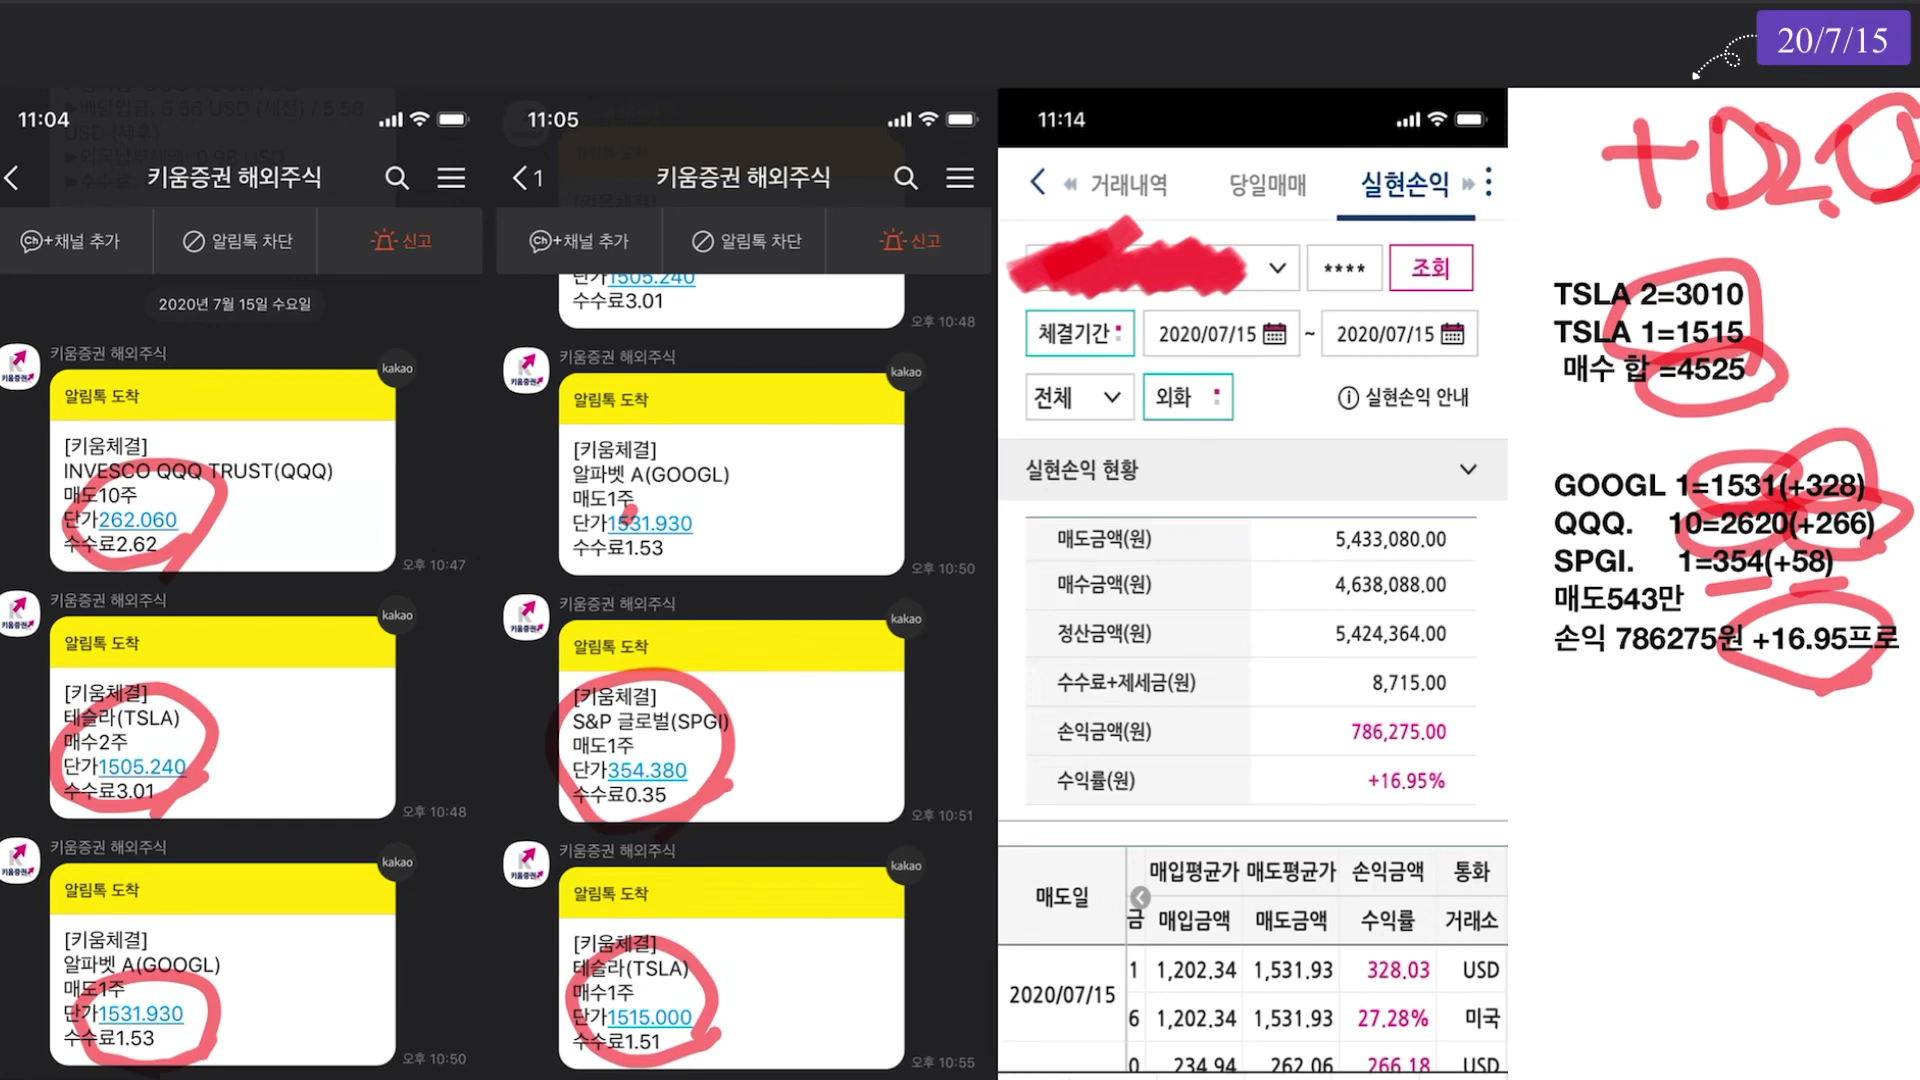 20/7/15
11:04
키움증권 해외주식
Ch+채널 추가
알림톡 차단
신고
2020년 7월 15일 수요일
키움증권 해외주식
kakao
알림톡 도착
[키움체결]
INVESCO QQQ TRUST(QQQ)
매도10주
단가262.060
수수료2.62
오후 10:47
키움증권 해외주식
kakao
알림톡 도착
[키움체결]
테슬라(TSLA)
매수2주
단가1505.240
수수료3.01
오후 10:48
키움증권 해외주식
kakao
알림톡 도착
[키움체결]
알파벳 A(GOOGL)
매도1주
단가1531.930
수수료1.53
오후 10:50
11:05
1
키움증권 해외주식
Ch+채널 추가
알림톡 차단
신고
단가1505.240
수수료3.01
오후 10:48
키움증권 해외주식
kakao
알림톡 도착
[키움체결]
알파벳 A(GOOGL)
매도1주
단가1531.930
수수료1.53
오후 10:50
키움증권 해외주식
kakao
알림톡 도착
[키움체결]
S&P 글로벌(SPGI)
매도1주
단가354.380
수수료0.35
오후 10:51
키움증권 해외주식
kakao
알림톡 도착
[키움체결]
테슬라(TSLA)
매수1주
단가1515.000
수수료1.51
오후 10:55
11:14
거래내역 당일매매 실현손익
**** 조회
체결기간 2020/07/15 ~ 2020/07/15
전체 외화 실현손익 안내
실현손익 현황
매도금액(원) 5,433,080.00
매수금액(원) 4,638,088.00
정산금액(원) 5,424,364.00
수수료+제세금(원) 8,715.00
손익금액(원) 786,275.00
수익률(원) +16.95%
매도일 매입평균가 매도평균가 손익금액 통화
금 매입금액 매도금액 수익률 거래소
2020/07/15
1 1,202.34 1,531.93 328.03 USD
6 1,202.34 1,531.93 27.28% 미국
0 234.94 262.06 266.18 USD
TSLA 2=3010
TSLA 1=1515
매수 합 =4525
GOOGL 1=1531(+328)
QQQ. 10=2620(+266)
SPGI. 1=354(+58)
매도543만
손익 786275원 +16.95프로